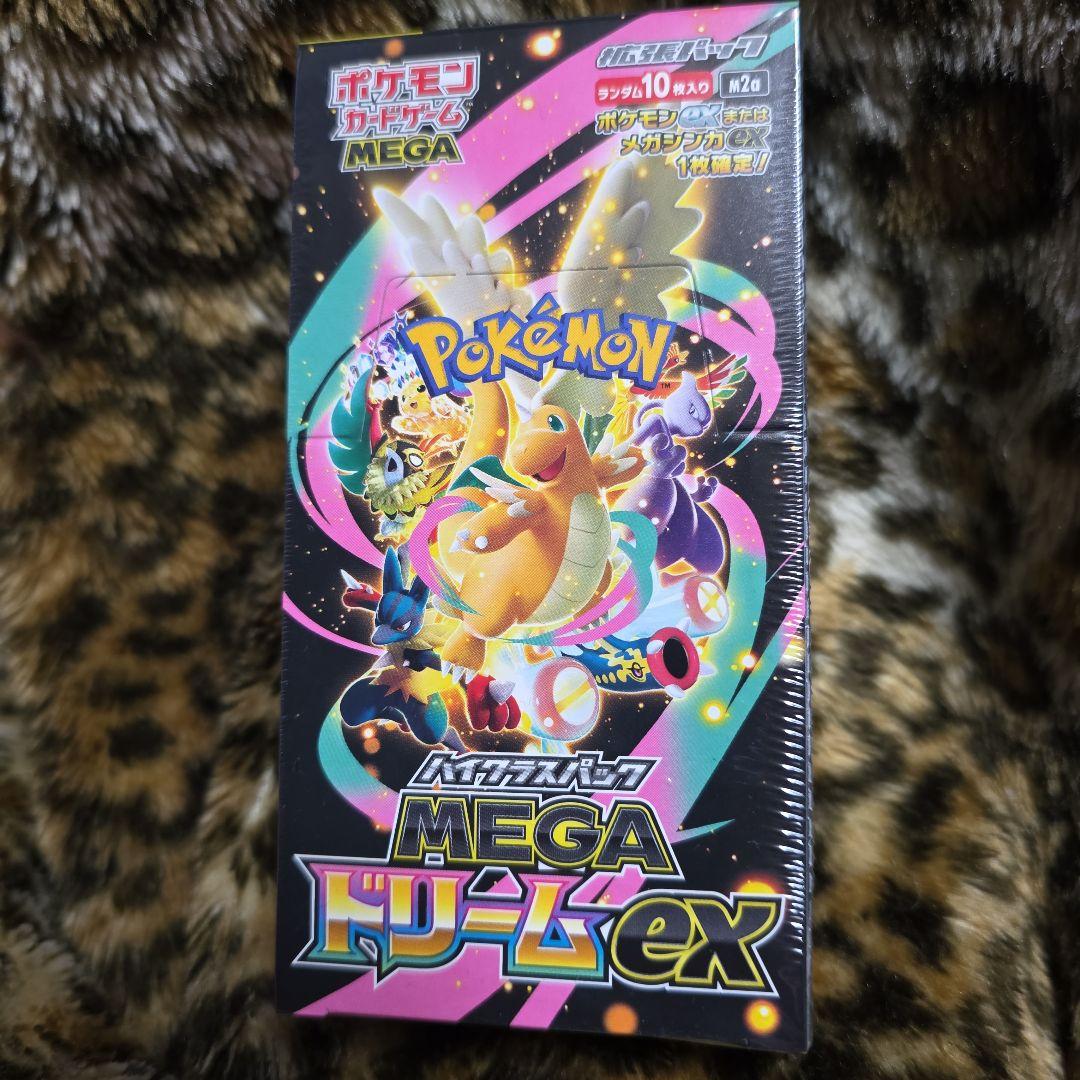 ポケモン
カードゲーム
MEGA
拡張パック
ランダム10枚入り M2a
ポケモンexまたは
メガシンカex
1枚確定!
POKéMON
TM
ハイクラスパック
MEGA
ドリームex